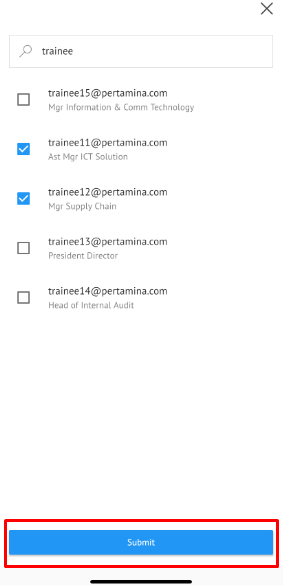 trainee
trainee15@pertamina.com
Mgr Information & Comm Technology
trainee11@pertamina.com
Ast Mgr ICT Solution
trainee12@pertamina.com
Mgr Supply Chain
trainee13@pertamina.com
President Director
trainee14@pertamina.com
Head of Internal Audit
Submit